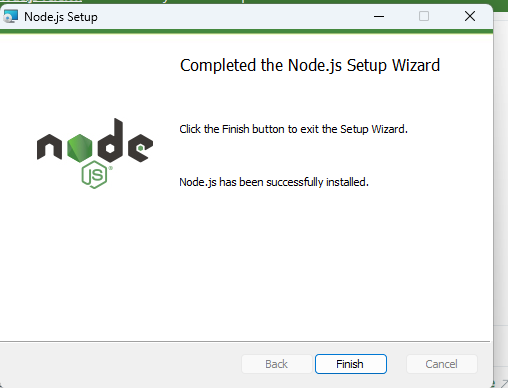 Node.js Setup
Completed the Node.js Setup Wizard
node
JS
Click the Finish button to exit the Setup Wizard.
Node.js has been successfully installed.
Back
Finish
Cancel